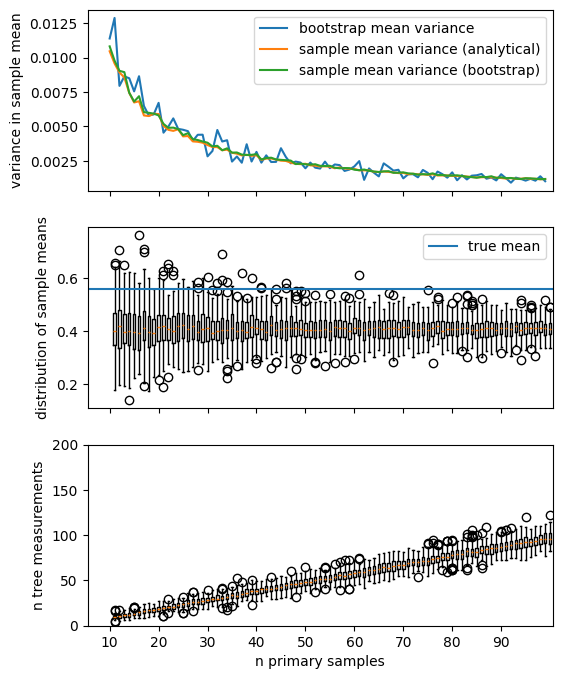 0.0125
0.0100
0.0075
0.0050
0.0025
variance in sample mean
bootstrap mean variance
sample mean variance (analytical)
sample mean variance (bootstrap)
0.6
0.4
0.2
distribution of sample means
true mean
200
150
100
50
0
n tree measurements
10 20 30 40 50 60 70 80 90
n primary samples